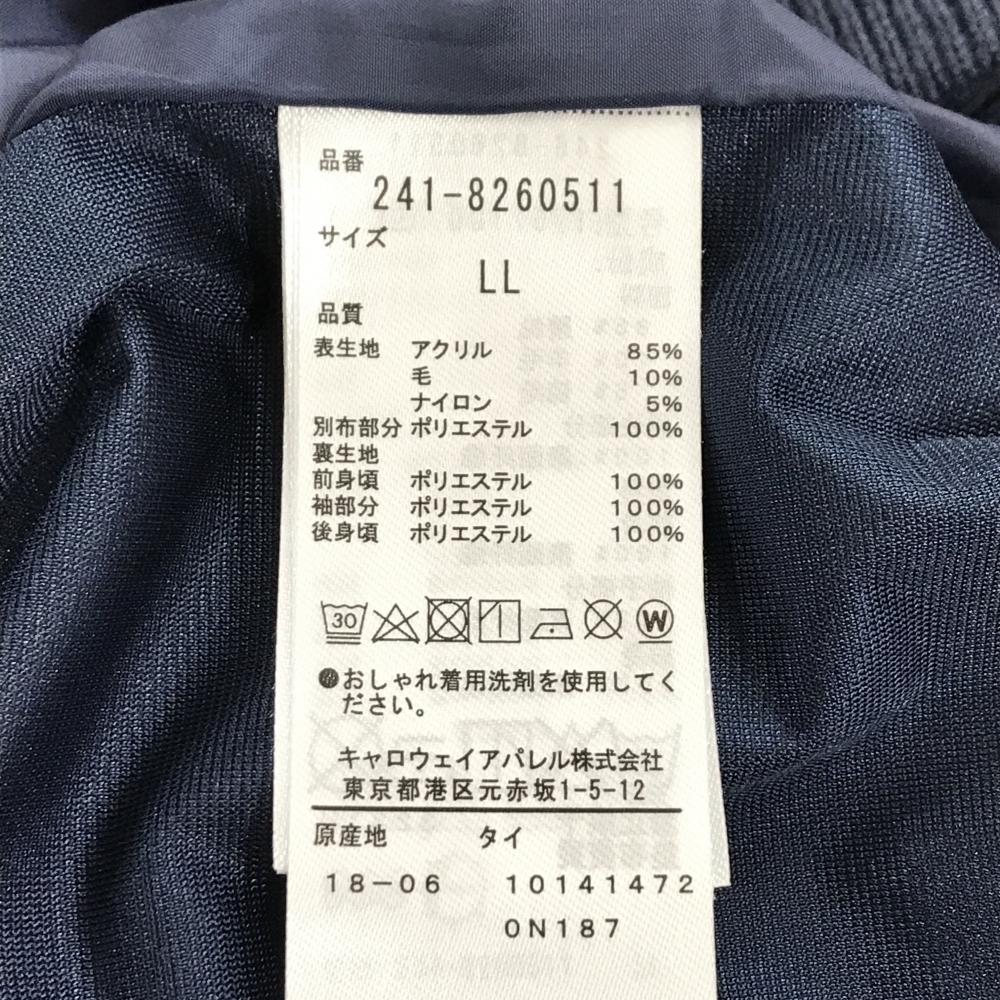 品番
241-8260511
サイズ
LL
品質
表生地 アクリル 85%
毛 10%
ナイロン 5%
別布部分 ポリエステル 100%
裏生地
前身頃 ポリエステル 100%
袖部分 ポリエステル 100%
後身頃 ポリエステル 100%
30 W
●おしゃれ着用洗剤を使用してく
ださい。
キャロウェイアパレル株式会社
東京都港区元赤坂1-5-12
原産地 タイ
18-06 10141472
0N187